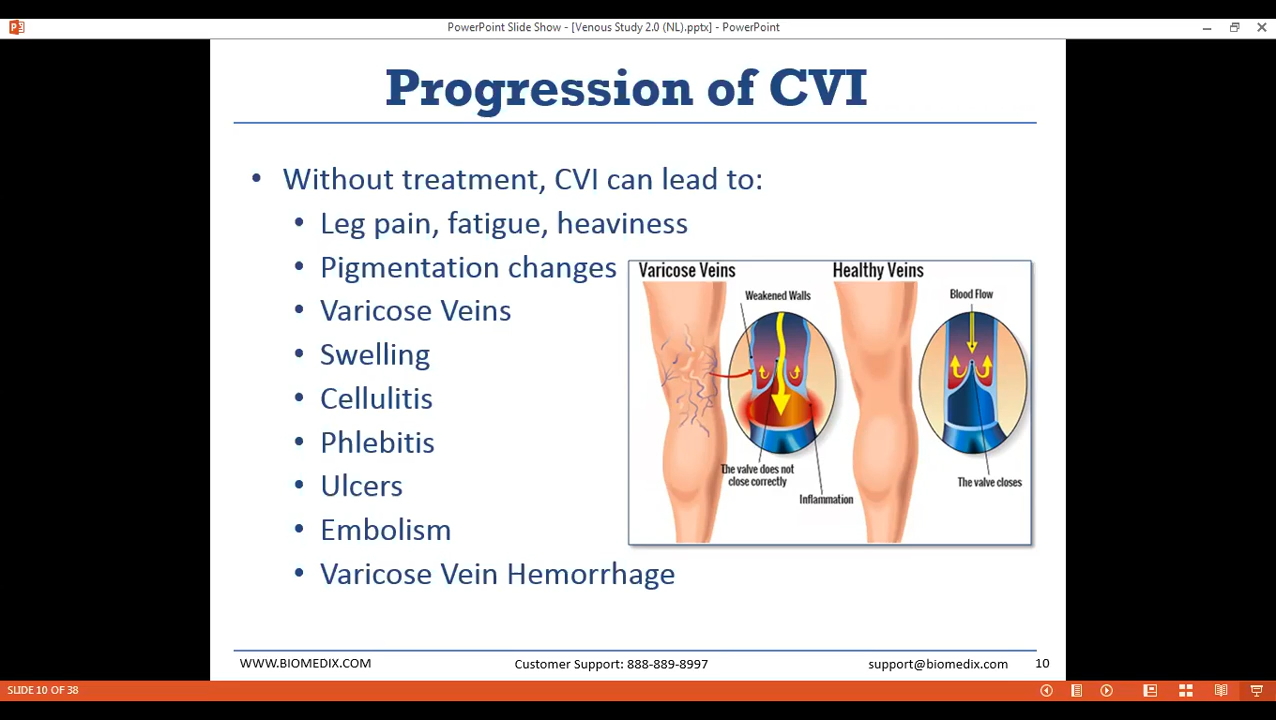 PowerPoint Slide Show - [Venous Study 2.0 (NL).pptx] - PowerPoint
Progression of CVI
• Without treatment, CVI can lead to:
• Leg pain, fatigue, heaviness
• Pigmentation changes
• Varicose Veins
• Swelling
• Cellulitis
• Phlebitis
• Ulcers
• Embolism
• Varicose Vein Hemorrhage
Varicose Veins
Healthy Veins
Weakened Walls
Blood Flow
The valve does not
close correctly
Inflammation
The valve closes
WWW.BIOMEDIX.COM
Customer Support: 888-889-8997
support@biomedix.com
10
SLIDE 10 OF 38